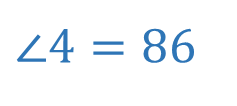 ∠4 = 86